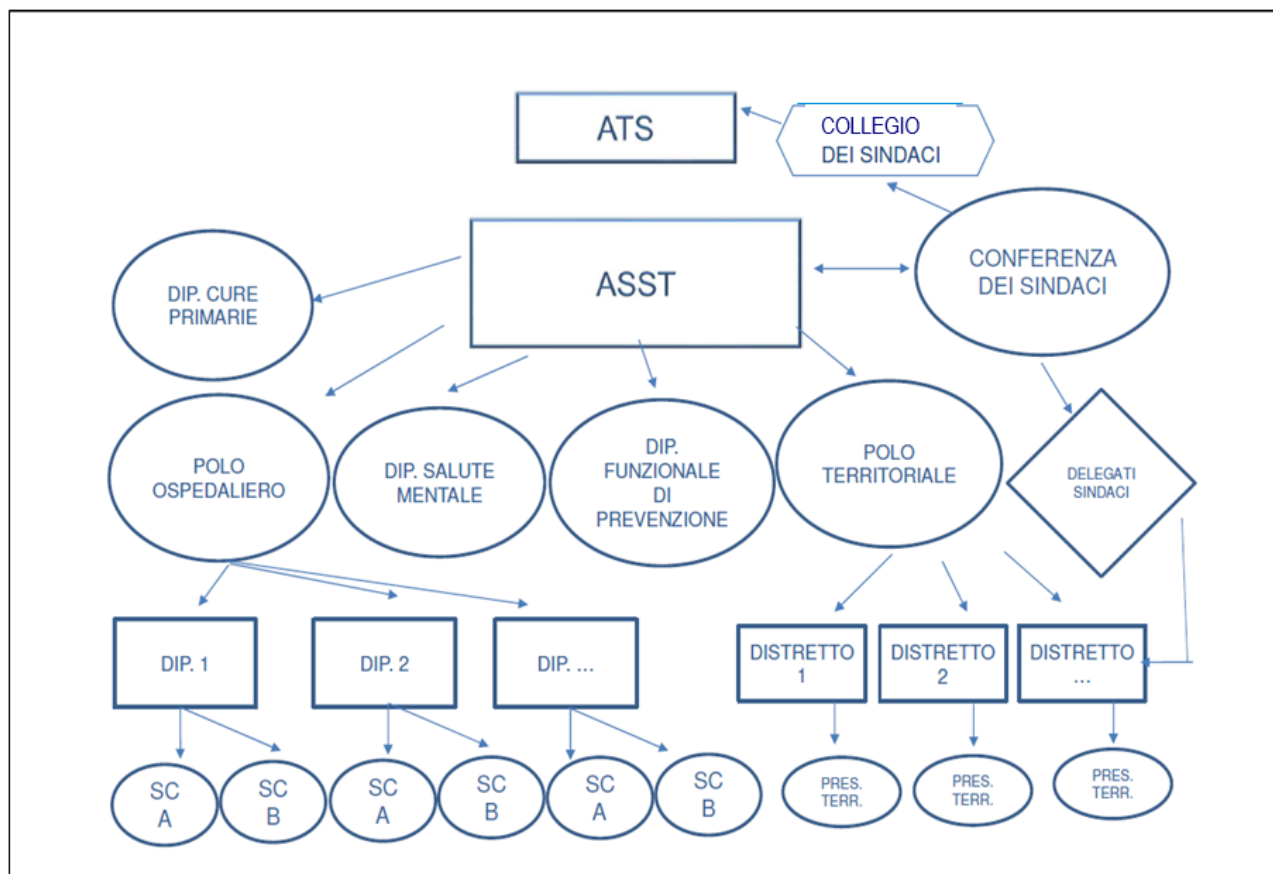 ATS
COLLEGIO
DEI SINDACI
CONFERENZA
DEI SINDACI
ASST
DIP. CURE
PRIMARIE
POLO
OSPEDALIERO
DIP. SALUTE
MENTALE
DIP.
FUNZIONALE
DI
PREVENZIONE
POLO
TERRITORIALE
DELEGATI
SINDACI
DIP. 1
DIP. 2
DIP. ...
DISTRETTO
1
DISTRETTO
2
DISTRETTO
...
SC
A
SC
B
SC
A
SC
B
SC
A
SC
B
PRES.
TERR.
PRES.
TERR.
PRES.
TERR.